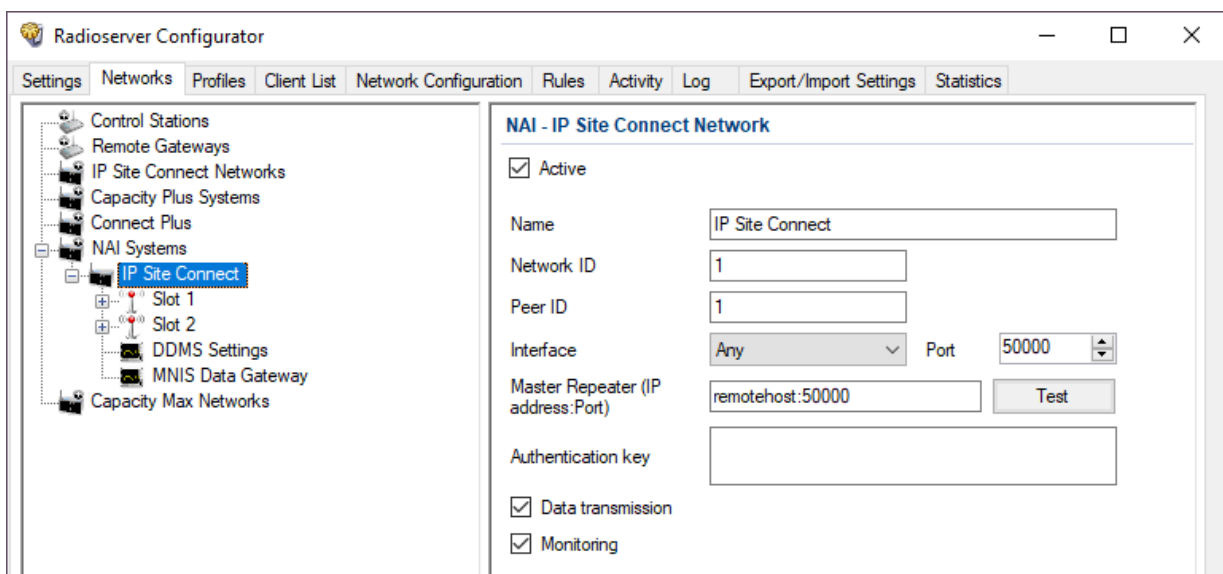 Radioserver Configurator
Settings Networks Profiles Client List Network Configuration Rules Activity Log Export/Import Settings Statistics
Control Stations
Remote Gateways
IP Site Connect Networks
Capacity Plus Systems
Connect Plus
NAI Systems
IP Site Connect
Slot 1
Slot 2
DDMS Settings
MNIS Data Gateway
Capacity Max Networks
NAI - IP Site Connect Network
Active
Name IP Site Connect
Network ID 1
Peer ID 1
Interface Any Port 50000
Master Repeater (IP
address:Port) remotehost:50000 Test
Authentication key
Data transmission
Monitoring